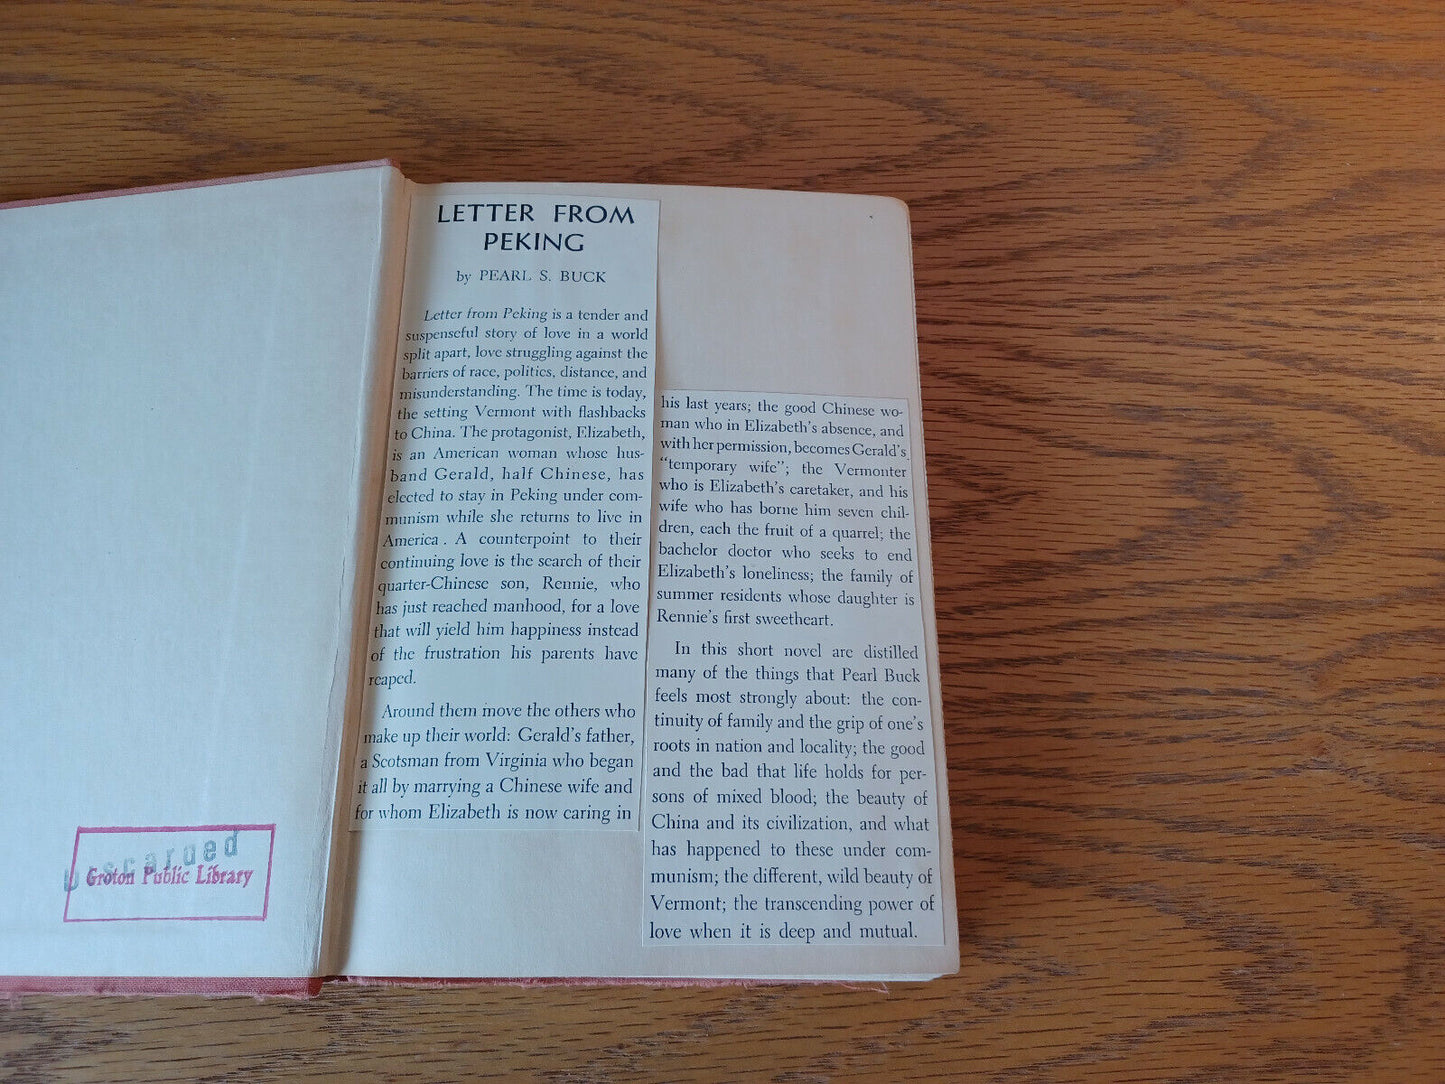 LETTER FROM
PEKING
by PEARL S. BUCK
Letter from Peking is a tender and
suspenseful story of love in a world
split apart, love struggling against the
barriers of race, politics, distance, and
misunderstanding. The time is today,
the setting Vermont with flashbacks
to China. The protagonist, Elizabeth,
is an American woman whose hus-
band Gerald, half Chinese, has
elected to stay in Peking under com-
munism while she returns to live in
America. A counterpoint to their
continuing love is the search of their
quarter-Chinese son, Rennie, who
has just reached manhood, for a love
that will yield him happiness instead
of the frustration his parents have
reaped.
Around them move the others who
make up their world: Gerald's father,
a Scotsman from Virginia who began
it all by marrying a Chinese wife and
for whom Elizabeth is now caring in
his last years; the good Chinese wo-
man who in Elizabeth's absence, and
with her permission, becomes Gerald's
"temporary wife"; the Vermonter
who is Elizabeth's caretaker, and his
wife who has borne him seven chil-
dren, each the fruit of a quarrel; the
bachelor doctor who seeks to end
Elizabeth's loneliness; the family of
summer residents whose daughter is
Rennie's first sweetheart.
In this short novel are distilled
many of the things that Pearl Buck
feels most strongly about: the con-
tinuity of family and the grip of one's
roots in nation and locality; the good
and the bad that life holds for per-
sons of mixed blood; the beauty of
China and its civilization, and what
has happened to these under com-
munism; the different, wild beauty of
Vermont; the transcending power of
love when it is deep and mutual.
Groton Public Library